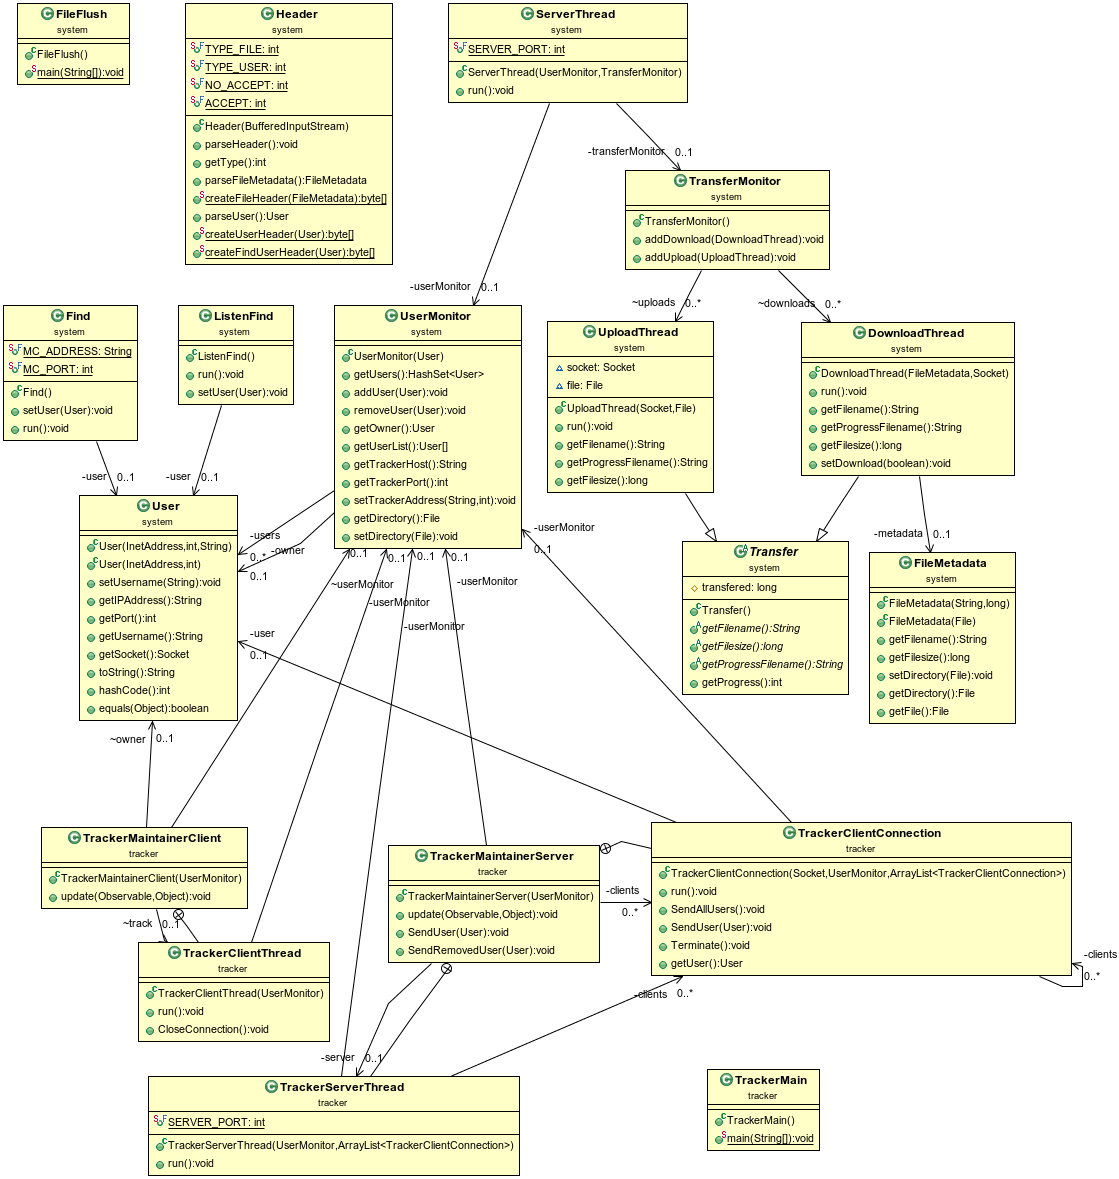 FileFlush
system
FileFlush()
main(String[]):void
Header
system
TYPE_FILE: int
TYPE_USER: int
NO_ACCEPT: int
ACCEPT: int
Header(BufferedInputStream)
parseHeader():void
getType():int
parseFileMetadata():FileMetadata
createFileHeader(FileMetadata):byte[]
parseUser():User
createUserHeader(User):byte[]
createFindUserHeader(User):byte[]
ServerThread
system
SERVER_PORT: int
ServerThread(UserMonitor,TransferMonitor)
run():void
-transferMonitor
0..1
-userMonitor
0..1
TransferMonitor
system
TransferMonitor()
addDownload(DownloadThread):void
addUpload(UploadThread):void
~uploads
0..*
~downloads
0..*
Find
system
MC_ADDRESS: String
MC_PORT: int
Find()
setUser(User):void
run():void
-user
0..1
ListenFind
system
ListenFind()
run():void
setUser(User):void
-user
0..1
UserMonitor
system
UserMonitor(User)
getUsers():HashSet<User>
addUser(User):void
removeUser(User):void
getOwner():User
getUserList():User[]
getTrackerHost():String
getTrackerPort():int
setTrackerAddress(String,int):void
getDirectory():File
setDirectory(File):void
-users
0..*
-owner
0..1
UploadThread
system
socket: Socket
file: File
UploadThread(Socket,File)
run():void
getFilename():String
getProgressFilename():String
getFilesize():long
DownloadThread
system
DownloadThread(FileMetadata,Socket)
run():void
getFilename():String
getProgressFilename():String
getFilesize():long
setDownload(boolean):void
-metadata
0..1
User
system
User(InetAddress,int,String)
User(InetAddress,int)
setUsername(String):void
getIPAddress():String
getPort():int
getUsername():String
getSocket():Socket
toString():String
hashCode():int
equals(Object):boolean
-user
0..1
0..1
~userMonitor
0..1
-userMonitor
0..1
-userMonitor
0..1
-userMonitor
-userMonitor
0..1
Transfer
system
transfered: long
Transfer()
getFilename():String
getFilesize():long
getProgressFilename():String
getProgress():int
FileMetadata
system
FileMetadata(String,long)
FileMetadata(File)
getFilename():String
getFilesize():long
setDirectory(File):void
getDirectory():File
getFile():File
~owner
0..1
TrackerMaintainerClient
tracker
TrackerMaintainerClient(UserMonitor)
update(Observable,Object):void
~track
0..1
TrackerClientThread
tracker
TrackerClientThread(UserMonitor)
run():void
CloseConnection():void
TrackerMaintainerServer
tracker
TrackerMaintainerServer(UserMonitor)
update(Observable,Object):void
SendUser(User):void
SendRemovedUser(User):void
-clients
0..*
TrackerClientConnection
tracker
TrackerClientConnection(Socket,UserMonitor,ArrayList<TrackerClientConnection>)
run():void
SendAllUsers():void
SendUser(User):void
Terminate():void
getUser():User
-clients
0..*
-clients
0..*
-server
0..1
TrackerServerThread
tracker
SERVER_PORT: int
TrackerServerThread(UserMonitor,ArrayList<TrackerClientConnection>)
run():void
TrackerMain
tracker
TrackerMain()
main(String[]):void